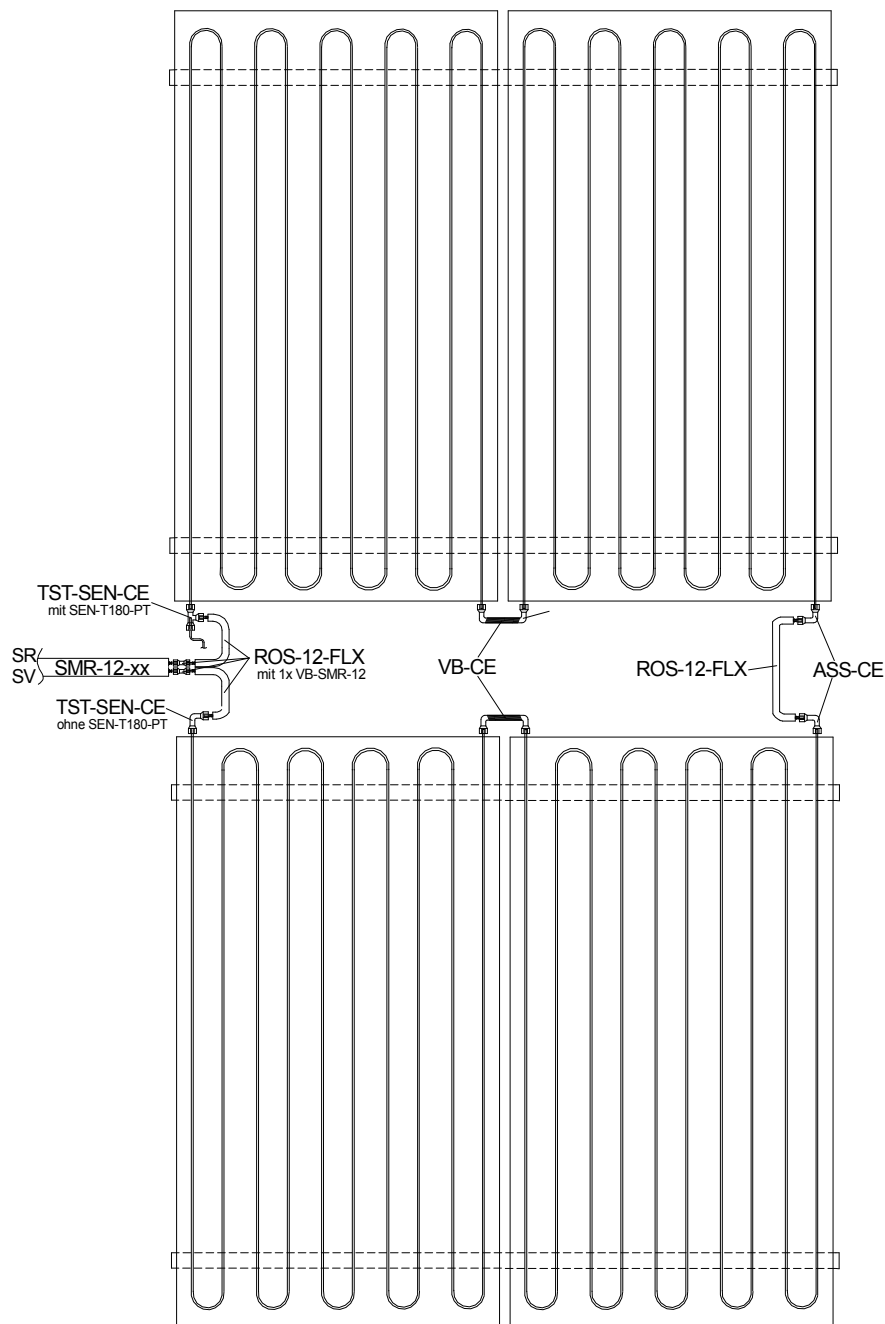 TST-SEN-CE
mit SEN-T180-PT
SR
SV
SMR-12-xx
ROS-12-FLX
mit 1x VB-SMR-12
VB-CE
ROS-12-FLX
ASS-CE
TST-SEN-CE
ohne SEN-T180-PT